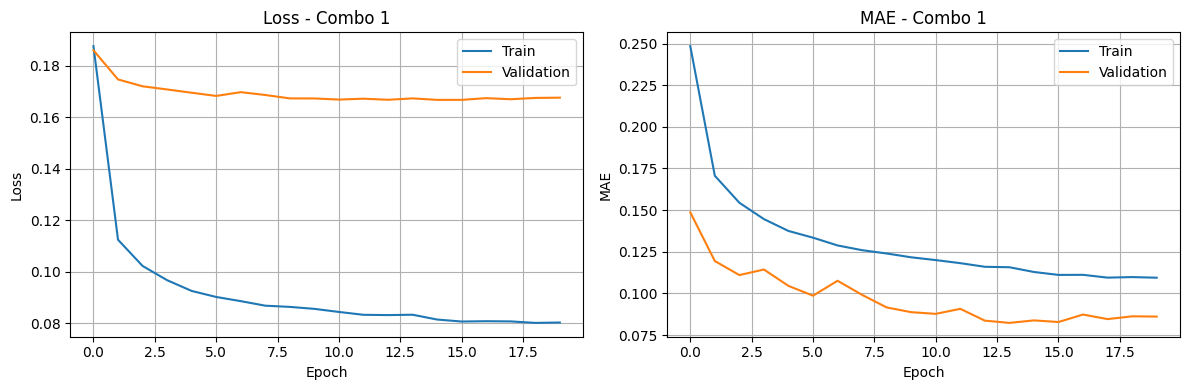 Loss - Combo 1
Train
Validation
Loss
0.18
0.16
0.14
0.12
0.10
0.08
0.0 2.5 5.0 7.5 10.0 12.5 15.0 17.5
Epoch
MAE - Combo 1
Train
Validation
MAE
0.250
0.225
0.200
0.175
0.150
0.125
0.100
0.075
0.0 2.5 5.0 7.5 10.0 12.5 15.0 17.5
Epoch